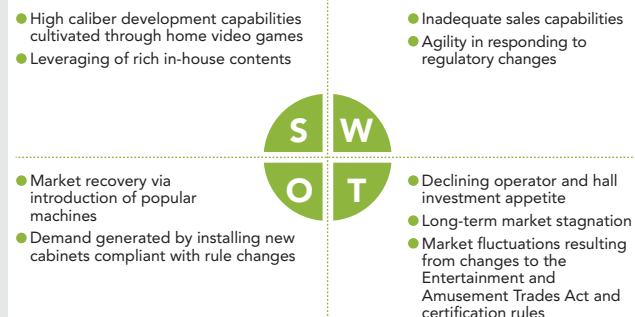 ● High caliber development capabilities
cultivated through home video games
● Leveraging of rich in-house contents
● Inadequate sales capabilities
● Agility in responding to
regulatory changes
S W
O T
● Market recovery via
introduction of popular
machines
● Demand generated by installing new
cabinets compliant with rule changes
● Declining operator and hall
investment appetite
● Long-term market stagnation
● Market fluctuations resulting
from changes to the
Entertainment and
Amusement Trades Act and
certification rules